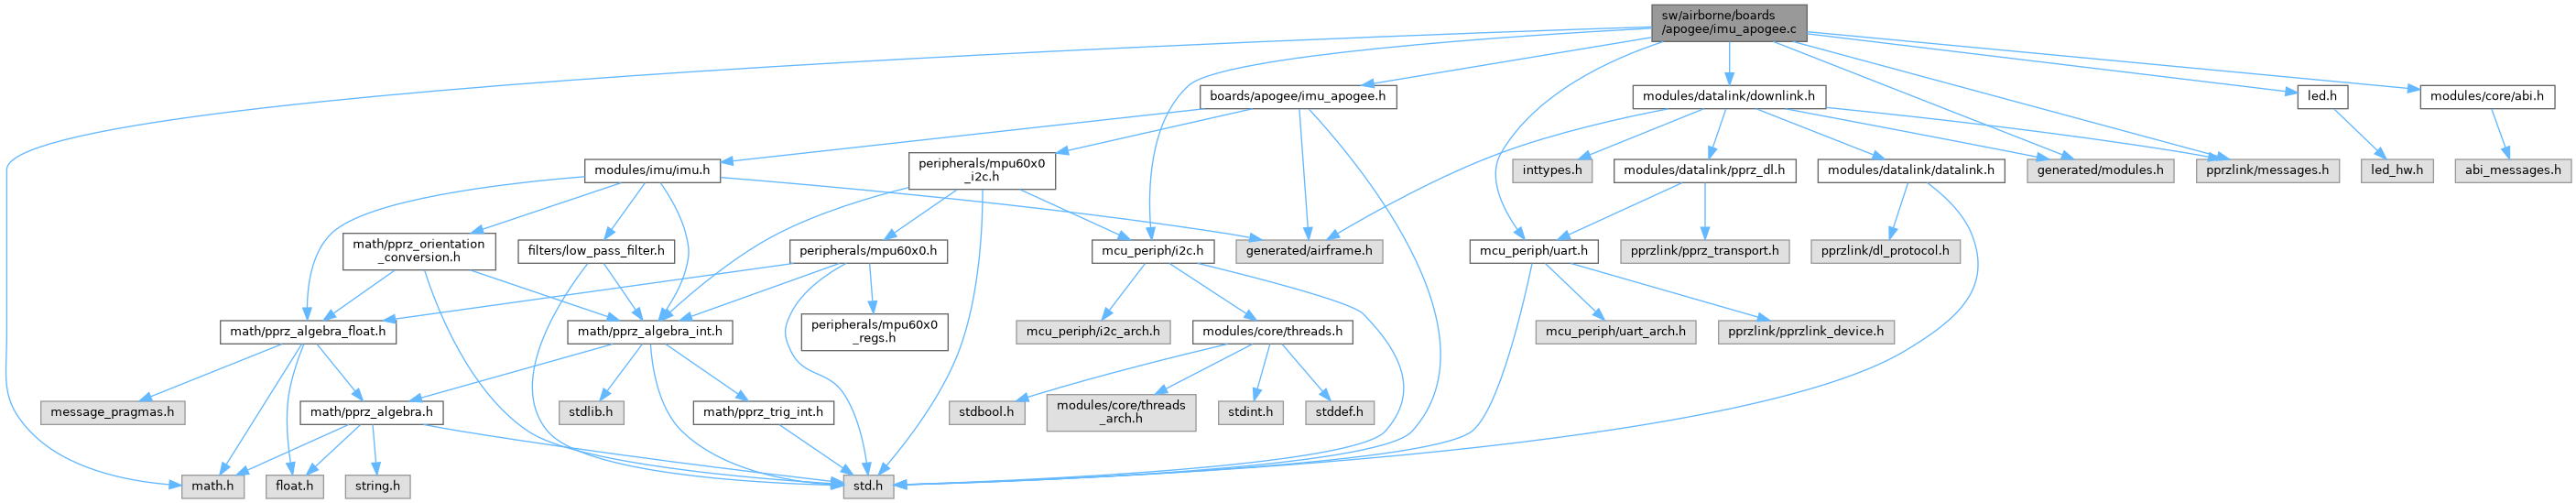 sw/airborne/boards
/apogee/imu_apogee.c
boards/apogee/imu_apogee.h
modules/datalink/downlink.h
led.h
modules/core/abi.h
modules/imu/imu.h
peripherals/mpu60x0
_i2c.h
inttypes.h
modules/datalink/pprz_dl.h
modules/datalink/datalink.h
generated/modules.h
pprzlink/messages.h
led_hw.h
abi_messages.h
math/pprz_orientation
_conversion.h
filters/low_pass_filter.h
peripherals/mpu60x0.h
mcu_periph/i2c.h
generated/airframe.h
mcu_periph/uart.h
pprzlink/pprz_transport.h
pprzlink/dl_protocol.h
math/pprz_algebra_float.h
math/pprz_algebra_int.h
peripherals/mpu60x0
_regs.h
mcu_periph/i2c_arch.h
modules/core/threads.h
mcu_periph/uart_arch.h
pprzlink/pprzlink_device.h
message_pragmas.h
math/pprz_algebra.h
stdlib.h
math/pprz_trig_int.h
stdbool.h
modules/core/threads
_arch.h
stdint.h
stddef.h
math.h
float.h
string.h
std.h